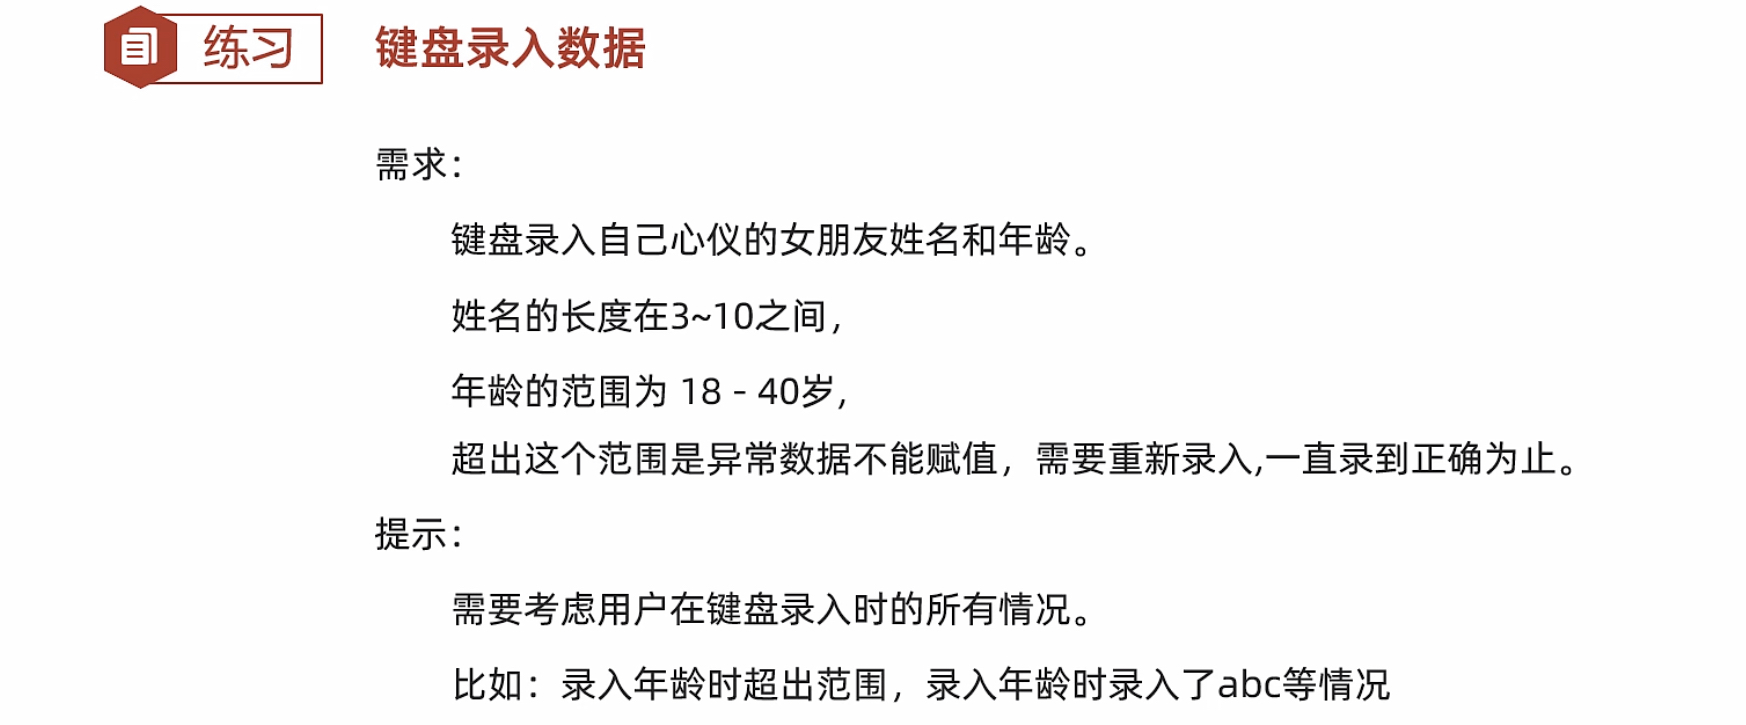 练习 键盘录入数据
需求：
键盘录入自己心仪的女朋友姓名和年龄。
姓名的长度在3~10之间，
年龄的范围为 18 - 40岁，
超出这个范围是异常数据不能赋值，需要重新录入,一直录到正确为止。
提示：
需要考虑用户在键盘录入时的所有情况。
比如：录入年龄时超出范围，录入年龄时录入了abc等情况